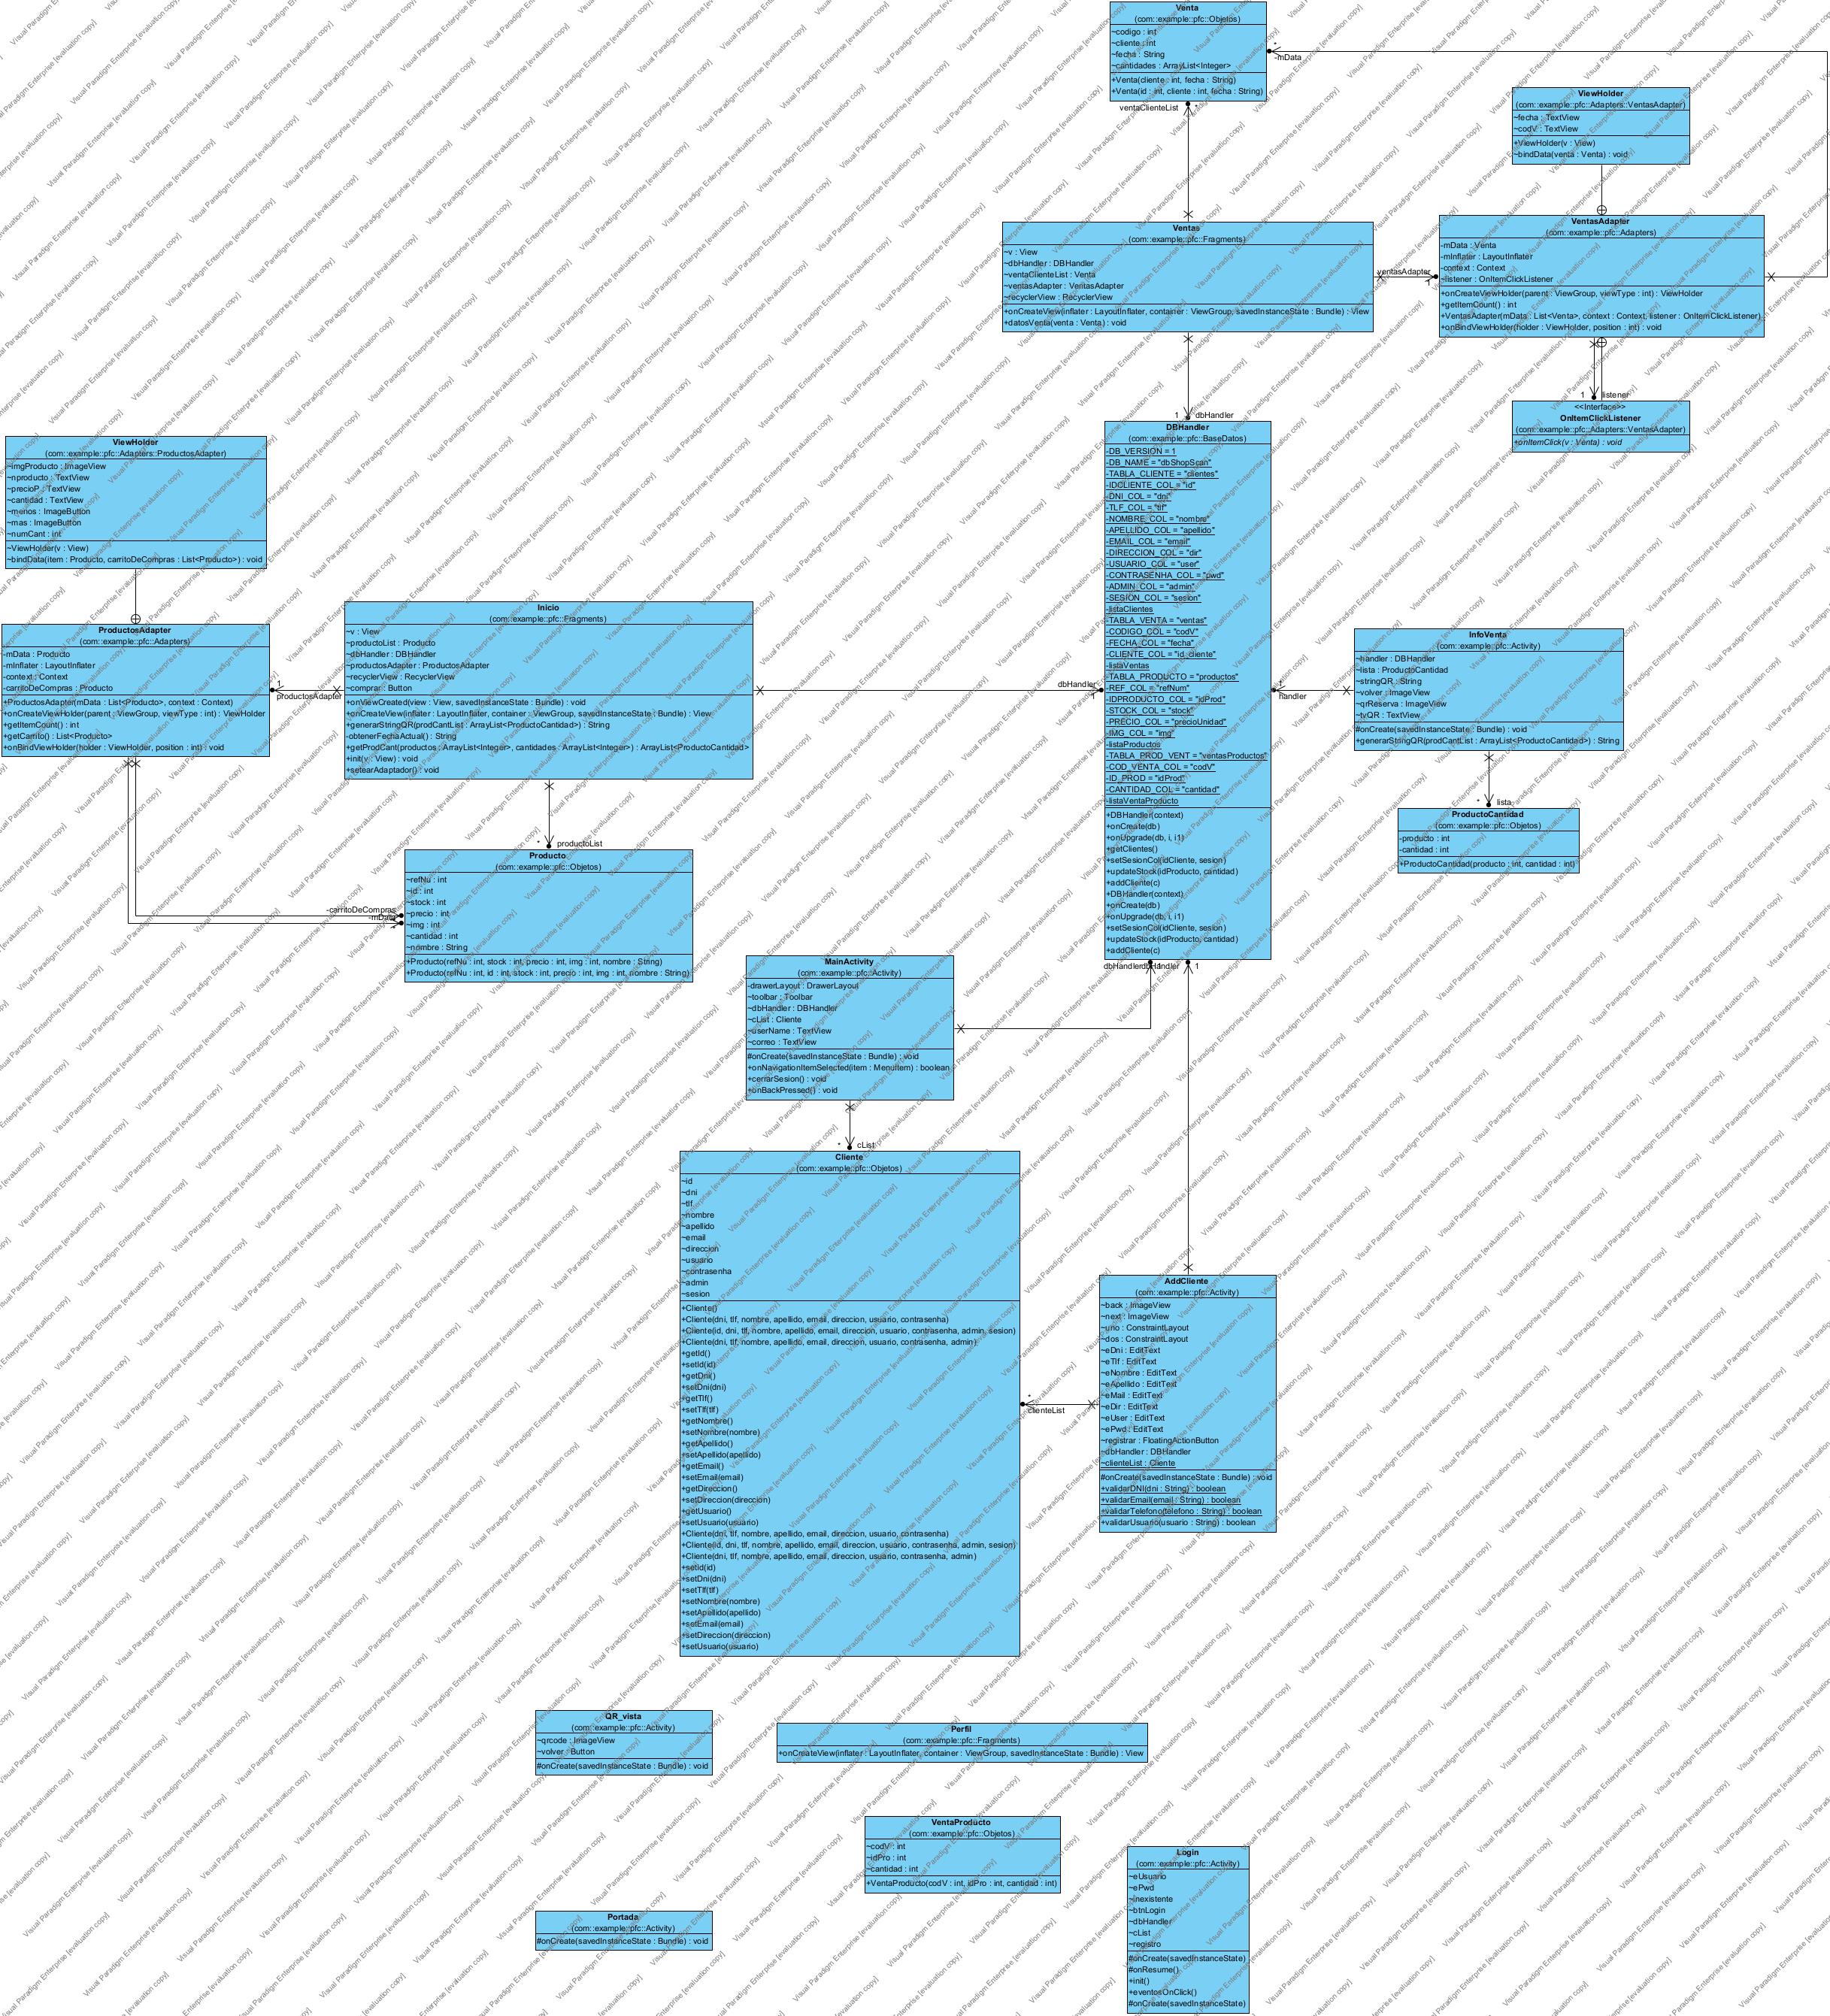 Venta
(com::example::pfc::Objetos)
~codigo : int
~cliente : int
~fecha : String
~cantidades : ArrayList<Integer>
+Venta(cliente : int, fecha : String)
+Venta(id : int, cliente : int, fecha : String)
*
-mData
ventaClienteList
*
ViewHolder
(com::example::pfc::Adapters::VentasAdapter)
~fecha : TextView
~codV : TextView
+ViewHolder(v : View)
~bindData(venta : Venta) : void
Ventas
(com::example::pfc::Fragments)
~v : View
~dbHandler : DBHandler
~ventaClienteList : Venta
~ventasAdapter : VentasAdapter
~recyclerView : RecyclerView
+onCreateView(inflater : LayoutInflater, container : ViewGroup, savedInstanceState : Bundle) : View
+datosVenta(venta : Venta) : void
ventasAdapter
1
VentasAdapter
(com::example::pfc::Adapters)
-mData : Venta
-mInflater : LayoutInflater
-context : Context
~listener : OnItemClickListener
+onCreateViewHolder(parent : ViewGroup, viewType : int) : ViewHolder
+getItemCount() : int
+VentasAdapter(mData : List<Venta>, context : Context, listener : OnItemClickListener)
+onBindViewHolder(holder : ViewHolder, position : int) : void
1
listener
<<Interface>>
OnItemClickListener
(com::example::pfc::Adapters::VentasAdapter)
+onItemClick(v : Venta) : void
1
dbHandler
DBHandler
(com::example::pfc::BaseDatos)
-DB_VERSION = 1
-DB_NAME = "dbShopScan"
-TABLA_CLIENTE = "clientes"
-IDCLIENTE_COL = "id"
-DNI_COL = "dni"
-TLF_COL = "tlf"
-NOMBRE_COL = "nombre"
-APELLIDO_COL = "apellido"
-EMAIL_COL = "email"
-DIRECCION_COL = "dir"
-USUARIO_COL = "user"
-CONTRASENHA_COL = "pwd"
-ADMIN_COL = "admin"
-SESION_COL = "sesion"
-listaClientes
-TABLA_VENTA = "ventas"
-CODIGO_COL = "codV"
-FECHA_COL = "fecha"
-CLIENTE_COL = "id_cliente"
-listaVentas
-TABLA_PRODUCTO = "productos"
-REF_COL = "refNum"
-IDPRODUCTO_COL = "idProd"
-STOCK_COL = "stock"
-PRECIO_COL = "precioUnidad"
-IMG_COL = "img"
-listaProductos
-TABLA_PROD_VENT = "ventasProductos"
-COD_VENTA_COL = "codV"
-ID_PROD = "idProd"
-CANTIDAD_COL = "cantidad"
-listaVentaProducto
+DBHandler(context)
+onCreate(db)
+onUpgrade(db, i, i1)
+getClientes()
+setSesionCol(idCliente, sesion)
+updateStock(idProducto, cantidad)
+addCliente(c)
+DBHandler(context)
+onCreate(db)
+onUpgrade(db, i, i1)
+setSesionCol(idCliente, sesion)
+updateStock(idProducto, cantidad)
+addCliente(c)
ViewHolder
(com::example::pfc::Adapters::ProductosAdapter)
~imgProducto : ImageView
~nproducto : TextView
~precioP : TextView
~cantidad : TextView
~menos : ImageButton
~mas : ImageButton
~numCant : int
~ViewHolder(v : View)
~bindData(item : Producto, carritoDeCompras : List<Producto>) : void
ProductosAdapter
(com::example::pfc::Adapters)
-mData : Producto
-mInflater : LayoutInflater
-context : Context
-carritoDeCompras : Producto
+ProductosAdapter(mData : List<Producto>, context : Context)
+onCreateViewHolder(parent : ViewGroup, viewType : int) : ViewHolder
+getItemCount() : int
+getCarrito() : List<Producto>
+onBindViewHolder(holder : ViewHolder, position : int) : void
1
productosAdapter
Inicio
(com::example::pfc::Fragments)
~v : View
~productoList : Producto
~dbHandler : DBHandler
~productosAdapter : ProductosAdapter
~recyclerView : RecyclerView
~comprar : Button
+onViewCreated(view : View, savedInstanceState : Bundle) : void
+onCreateView(inflater : LayoutInflater, container : ViewGroup, savedInstanceState : Bundle) : View
+generarStringQR(prodCantList : ArrayList<ProductoCantidad>) : String
-obtenerFechaActual() : String
+getProdCant(productos : ArrayList<Integer>, cantidades : ArrayList<Integer>) : ArrayList<ProductoCantidad>
+init(v : View) : void
+setearAdaptador() : void
dbHandler
1
InfoVenta
(com::example::pfc::Activity)
~handler : DBHandler
~lista : ProductoCantidad
~stringQR : String
~volver : ImageView
~qrReserva : ImageView
~tvQR : TextView
#onCreate(savedInstanceState : Bundle) : void
+generarStringQR(prodCantList : ArrayList<ProductoCantidad>) : String
1
handler
*
lista
ProductoCantidad
(com::example::pfc::Objetos)
-producto : int
-cantidad : int
+ProductoCantidad(producto : int, cantidad : int)
*
productoList
Producto
(com::example::pfc::Objetos)
~refNu : int
~id : int
~stock : int
~precio : int
~img : int
~cantidad : int
~nombre : String
+Producto(refNu : int, stock : int, precio : int, img : int, nombre : String)
+Producto(refNu : int, id : int, stock : int, precio : int, img : int, nombre : String)
-carritoDeCompras
-mData
MainActivity
(com::example::pfc::Activity)
-drawerLayout : DrawerLayout
~toolbar : Toolbar
~dbHandler : DBHandler
~cList : Cliente
~userName : TextView
~correo : TextView
#onCreate(savedInstanceState : Bundle) : void
+onNavigationItemSelected(item : MenuItem) : boolean
+cerrarSesion() : void
+onBackPressed() : void
dbHandler
1
dbHandler
1
*
cList
Cliente
(com::example::pfc::Objetos)
~id
~dni
~tlf
~nombre
~apellido
~email
~direccion
~usuario
~contrasenha
~admin
~sesion
+Cliente()
+Cliente(dni, tlf, nombre, apellido, email, direccion, usuario, contrasenha)
+Cliente(id, dni, tlf, nombre, apellido, email, direccion, usuario, contrasenha, admin, sesion)
+Cliente(dni, tlf, nombre, apellido, email, direccion, usuario, contrasenha, admin)
+getId()
+setId(id)
+getDni()
+setDni(dni)
+getTlf()
+setTlf(tlf)
+getNombre()
+setNombre(nombre)
+getApellido()
+setApellido(apellido)
+getEmail()
+setEmail(email)
+getDireccion()
+setDireccion(direccion)
+getUsuario()
+setUsuario(usuario)
+Cliente(dni, tlf, nombre, apellido, email, direccion, usuario, contrasenha)
+Cliente(id, dni, tlf, nombre, apellido, email, direccion, usuario, contrasenha, admin, sesion)
+Cliente(dni, tlf, nombre, apellido, email, direccion, usuario, contrasenha, admin)
+setId(id)
+setDni(dni)
+setTlf(tlf)
+setNombre(nombre)
+setApellido(apellido)
+setEmail(email)
+setDireccion(direccion)
+setUsuario(usuario)
*
clienteList
AddCliente
(com::example::pfc::Activity)
~back : ImageView
~next : ImageView
~uno : ConstraintLayout
~dos : ConstraintLayout
~eDni : EditText
~eTlf : EditText
~eNombre : EditText
~eApellido : EditText
~eMail : EditText
~eDir : EditText
~eUser : EditText
~ePwd : EditText
~registrar : FloatingActionButton
~dbHandler : DBHandler
~clienteList : Cliente
#onCreate(savedInstanceState : Bundle) : void
+validarDNI(dni : String) : boolean
+validarEmail(email : String) : boolean
+validarTelefono(telefono : String) : boolean
+validarUsuario(usuario : String) : boolean
QR_vista
(com::example::pfc::Activity)
~qrcode : ImageView
~volver : Button
#onCreate(savedInstanceState : Bundle) : void
Perfil
(com::example::pfc::Fragments)
+onCreateView(inflater : LayoutInflater, container : ViewGroup, savedInstanceState : Bundle) : View
VentaProducto
(com::example::pfc::Objetos)
~codV : int
~idPro : int
~cantidad : int
+VentaProducto(codV : int, idPro : int, cantidad : int)
Portada
(com::example::pfc::Activity)
#onCreate(savedInstanceState : Bundle) : void
Login
(com::example::pfc::Activity)
~eUsuario
~ePwd
~inexistente
~btnLogin
~dbHandler
~cList
~registro
#onCreate(savedInstanceState)
#onResume()
+init()
+eventosOnClick()
#onCreate(savedInstanceState)
Visual Paradigm Enterprise [evaluation copy]